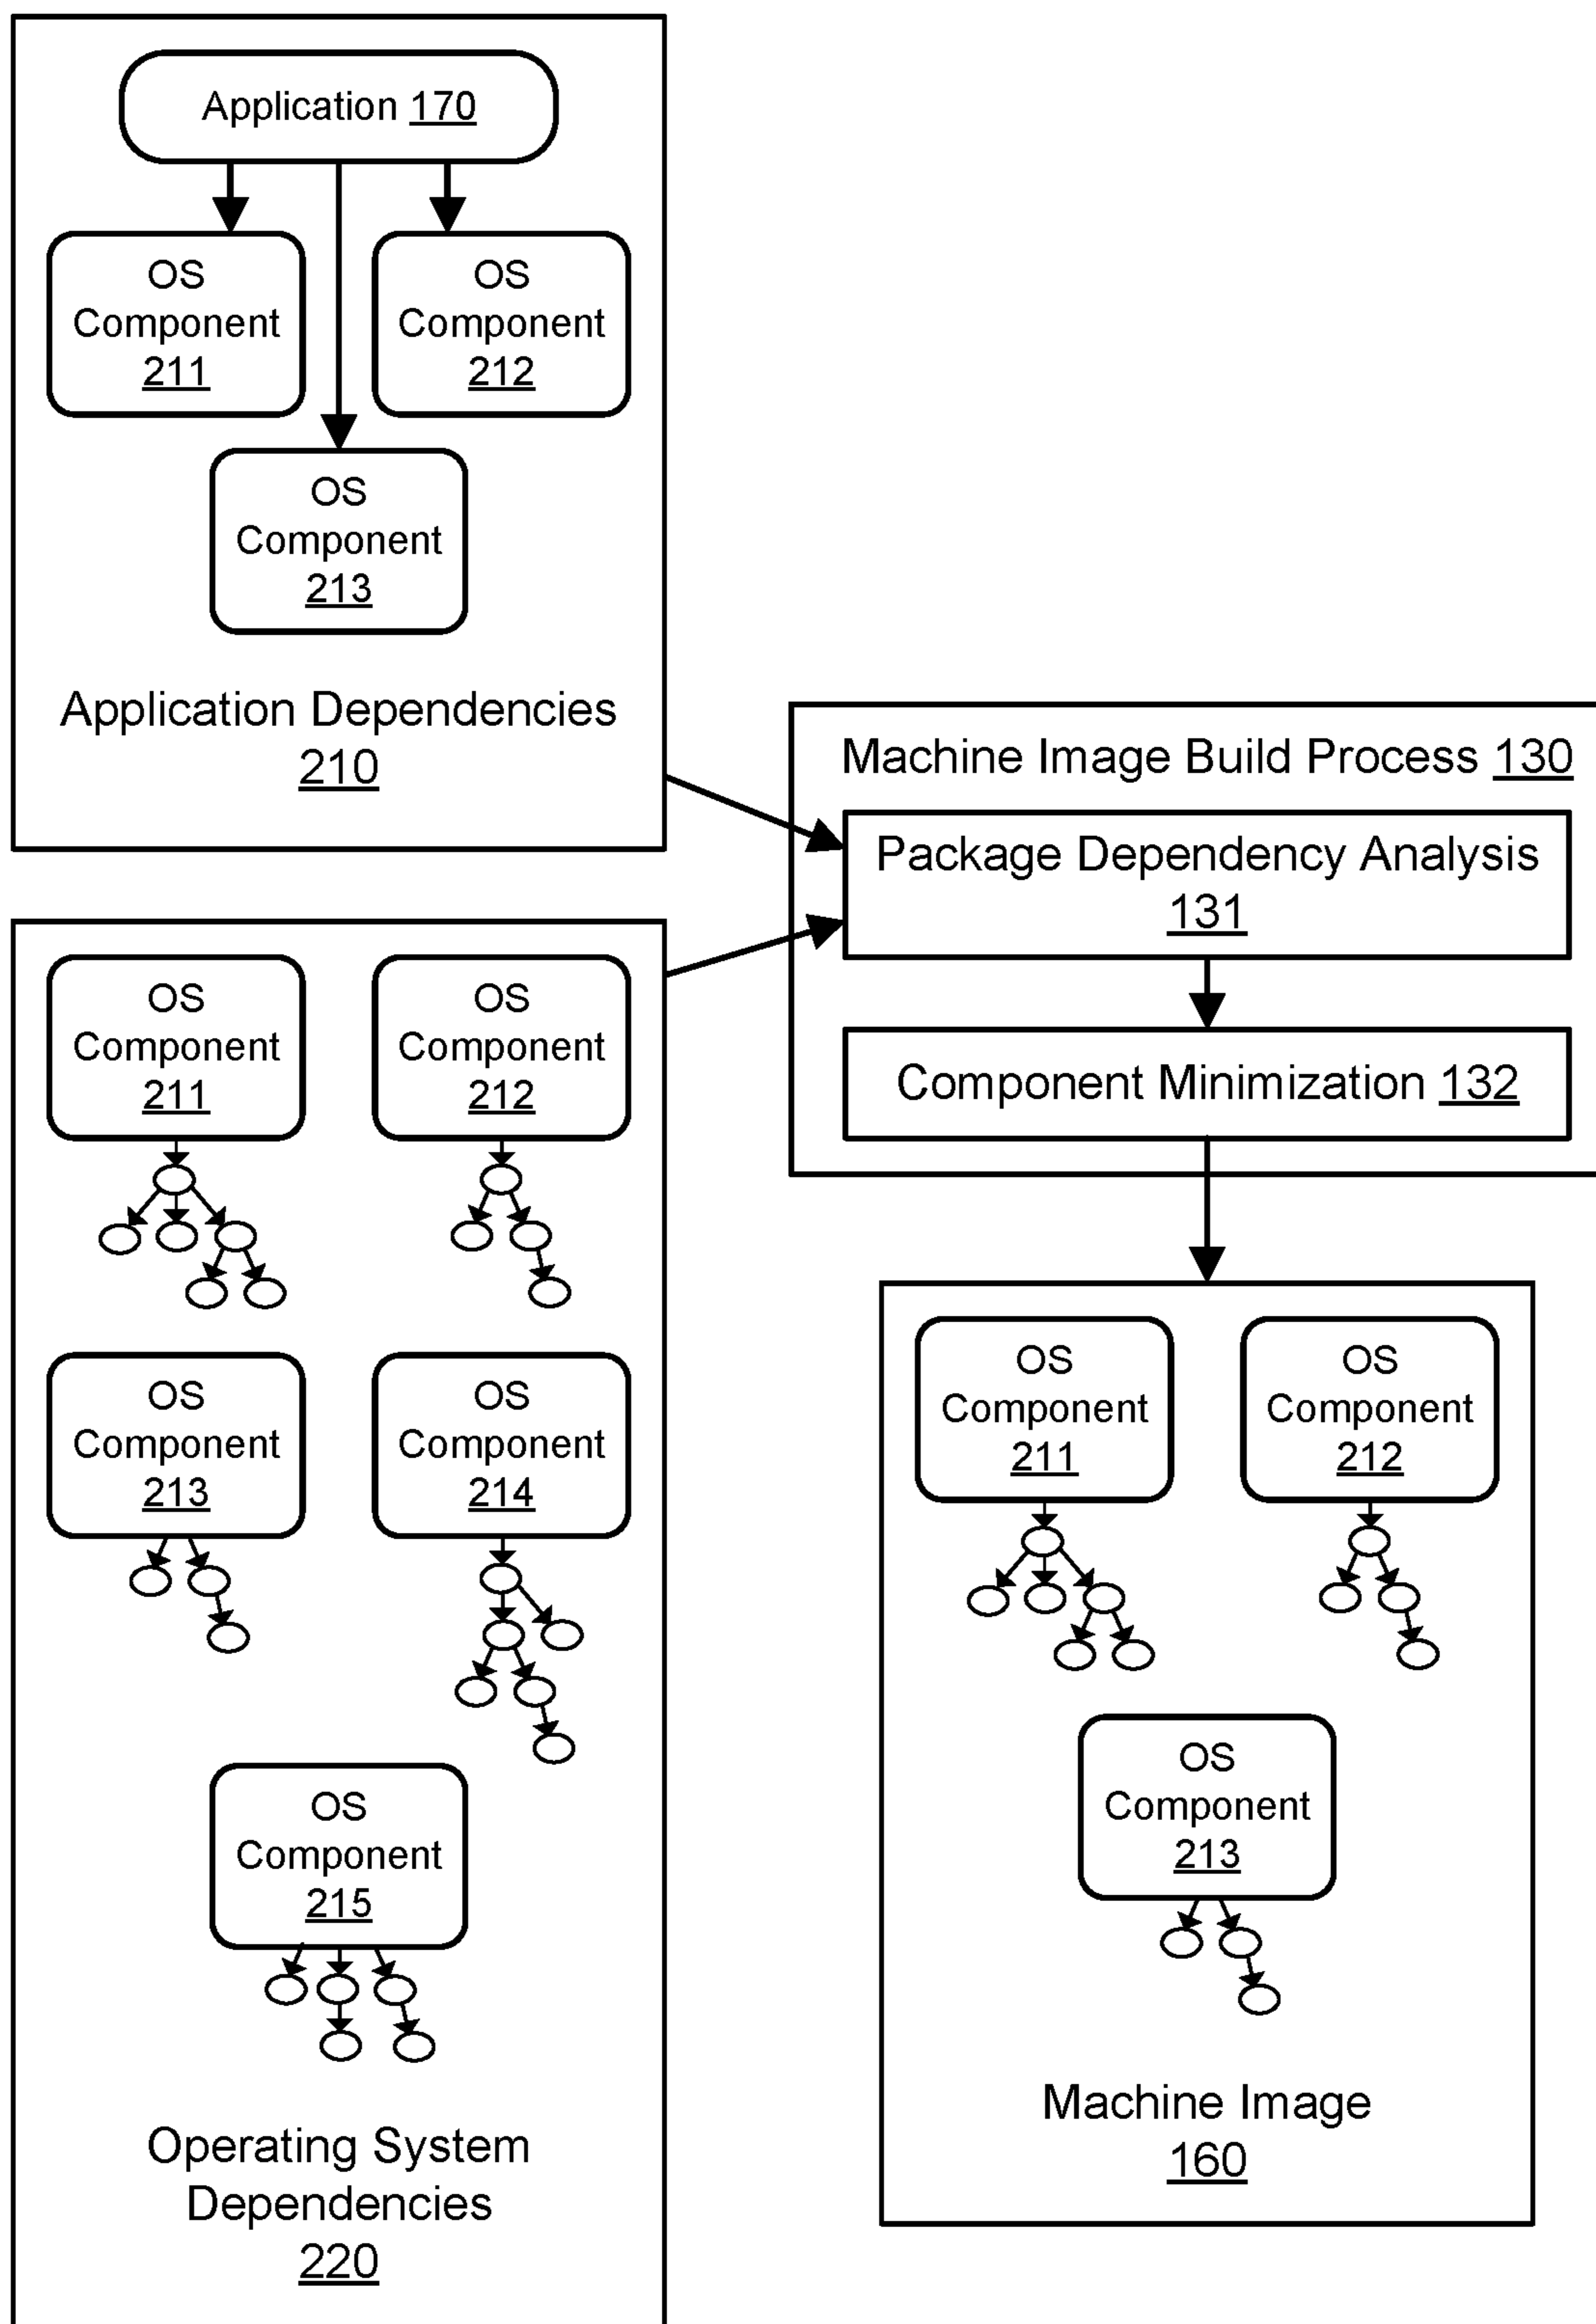 Application 170
OS
Component
211
OS
Component
212
OS
Component
213
Application Dependencies
210
Machine Image Build Process 130
Package Dependency Analysis
131
Component Minimization 132
OS
Component
211
OS
Component
212
OS
Component
213
OS
Component
214
OS
Component
215
Operating System
Dependencies
220
OS
Component
211
OS
Component
212
OS
Component
213
Machine Image
160